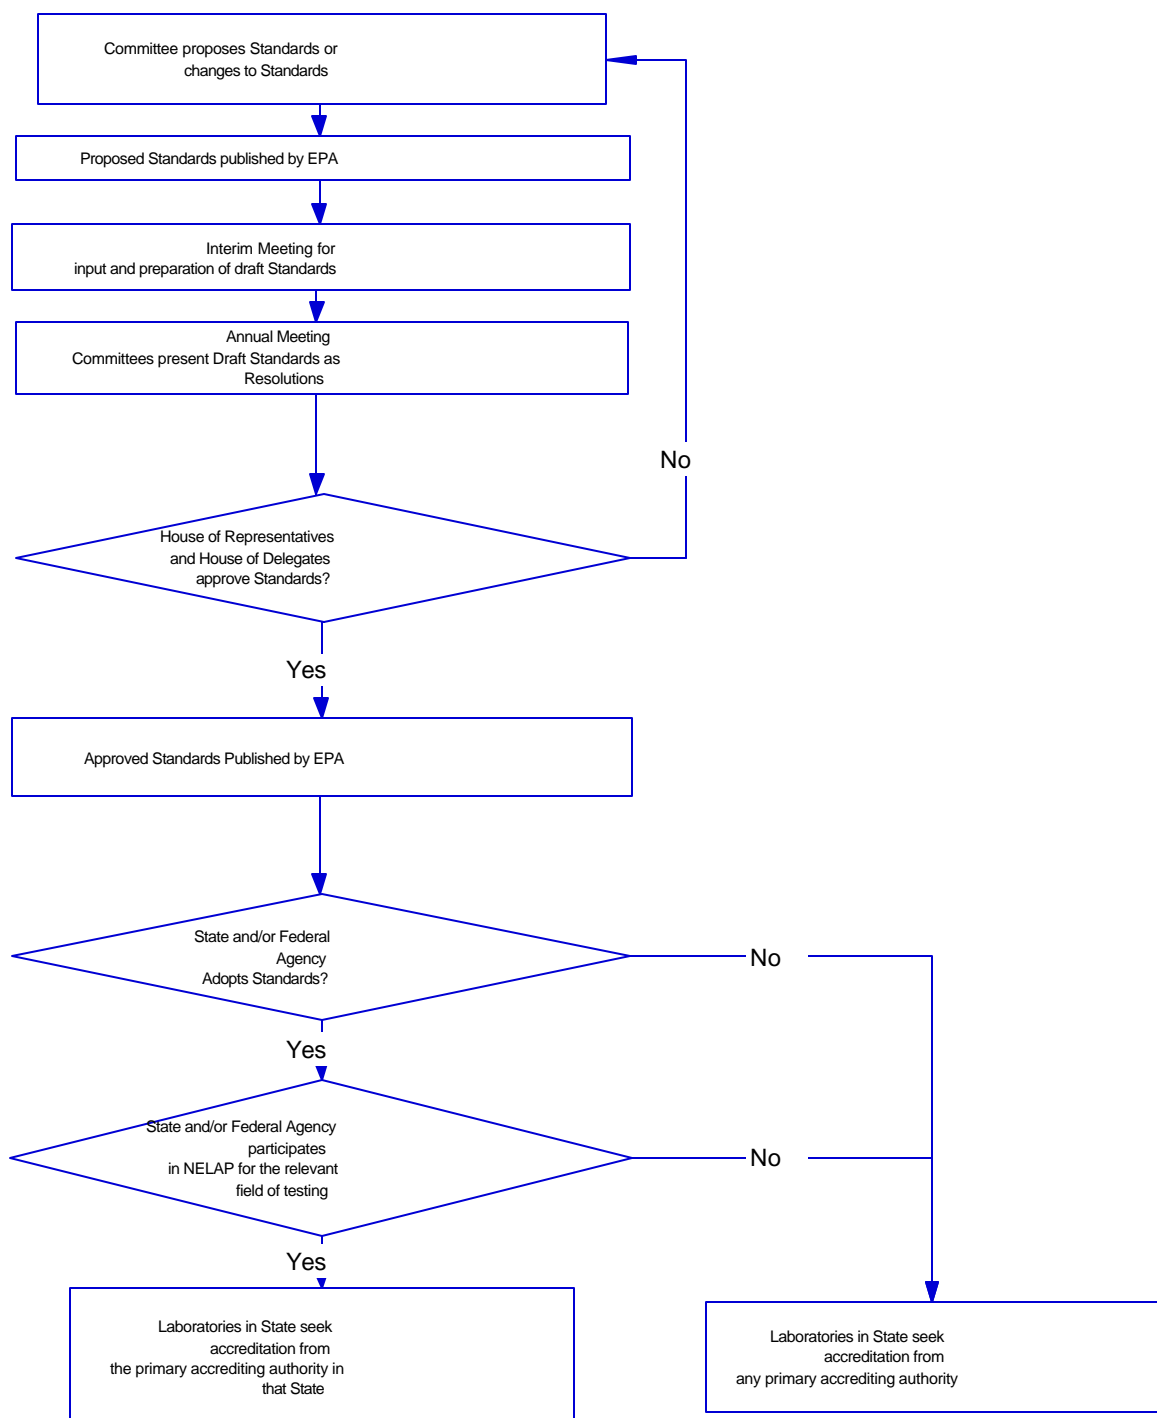 Committee proposes Standards or
changes to Standards
Proposed Standards published by EPA
Interim Meeting for
input and preparation of draft Standards
Annual Meeting
Committees present Draft Standards as
Resolutions
No
House of Representatives
and House of Delegates
approve Standards?
Yes
Approved Standards Published by EPA
State and/or Federal
Agency
Adopts Standards?
No
Yes
State and/or Federal Agency
participates
in NELAP for the relevant
field of testing
No
Yes
Laboratories in State seek
accreditation from
the primary accrediting authority in
that State
Laboratories in State seek
accreditation from
any primary accrediting authority